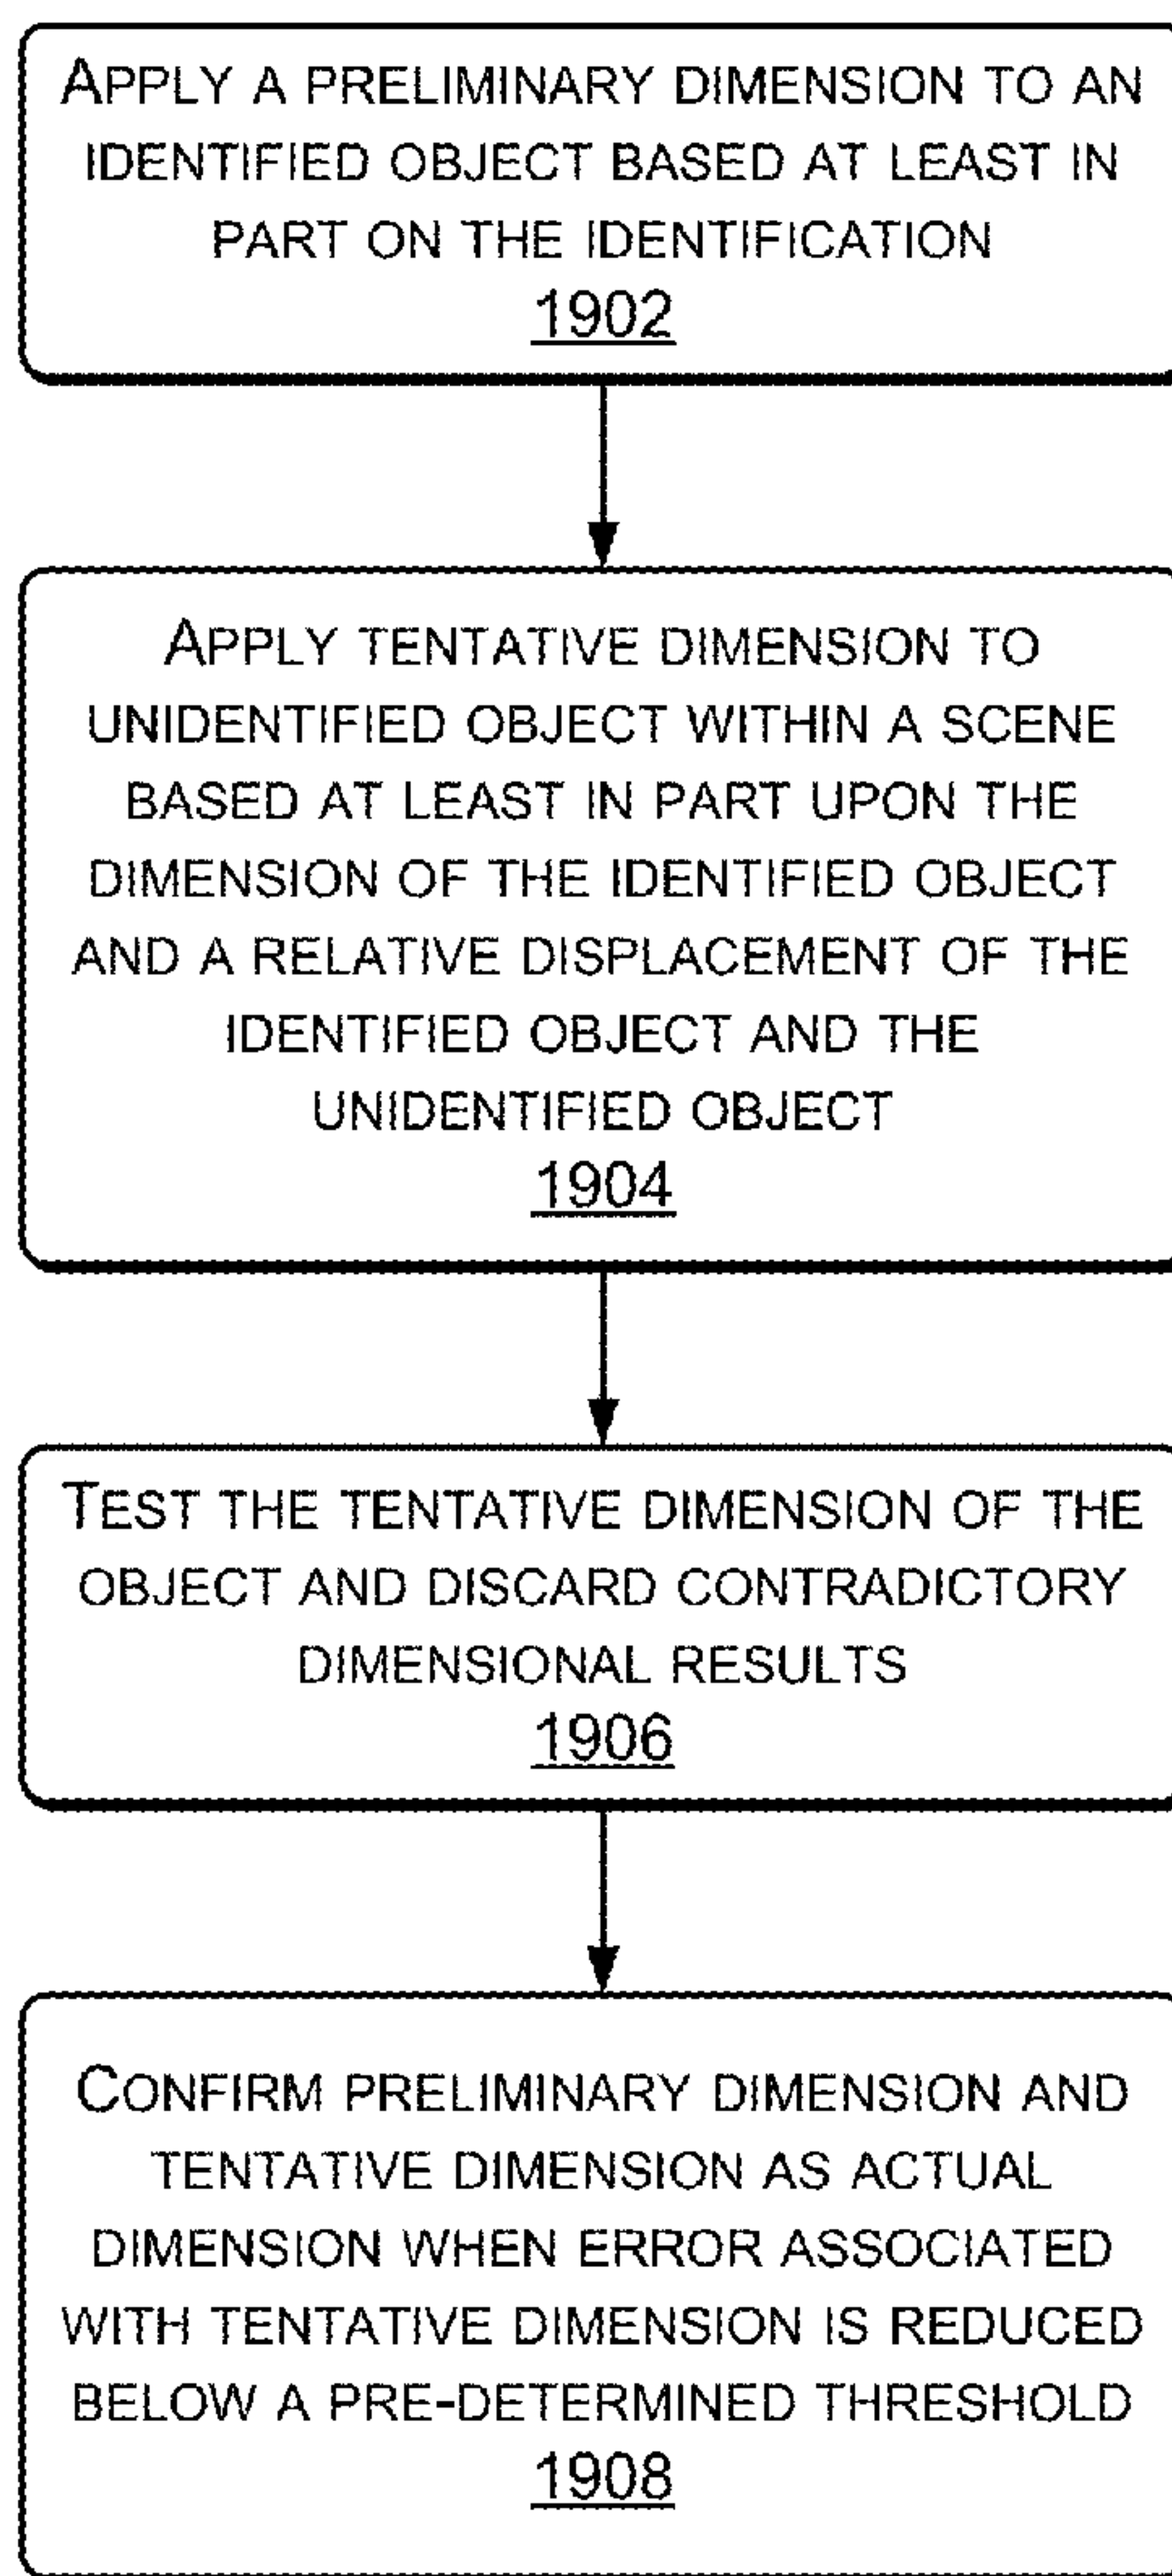 APPLY A PRELIMINARY DIMENSION TO AN
IDENTIFIED OBJECT BASED AT LEAST IN
PART ON THE IDENTIFICATION
1902
APPLY TENTATIVE DIMENSION TO
UNIDENTIFIED OBJECT WITHIN A SCENE
BASED AT LEAST IN PART UPON THE
DIMENSION OF THE IDENTIFIED OBJECT
AND A RELATIVE DISPLACEMENT OF THE
IDENTIFIED OBJECT AND THE
UNIDENTIFIED OBJECT
1904
TEST THE TENTATIVE DIMENSION OF THE
OBJECT AND DISCARD CONTRADICTORY
DIMENSIONAL RESULTS
1906
CONFIRM PRELIMINARY DIMENSION AND
TENTATIVE DIMENSION AS ACTUAL
DIMENSION WHEN ERROR ASSOCIATED
WITH TENTATIVE DIMENSION IS REDUCED
BELOW A PRE-DETERMINED THRESHOLD
1908